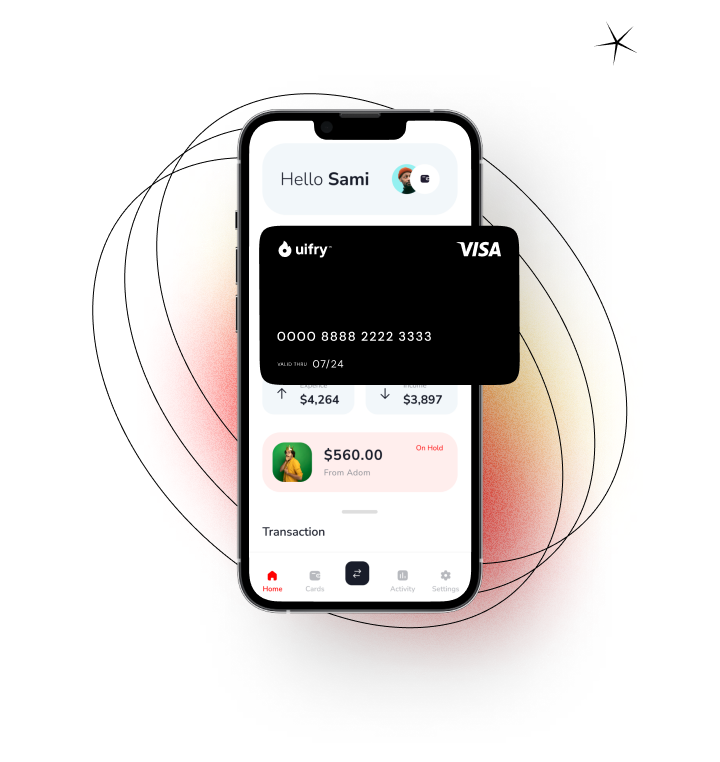 Hello Sami
uifry™
VISA
0000 8888 2222 3333
VALID THRU 07/24
Expence
$4,264
Income
$3,897
$560.00
On Hold
From Adom
Transaction
Home
Cards
Activity
Settings